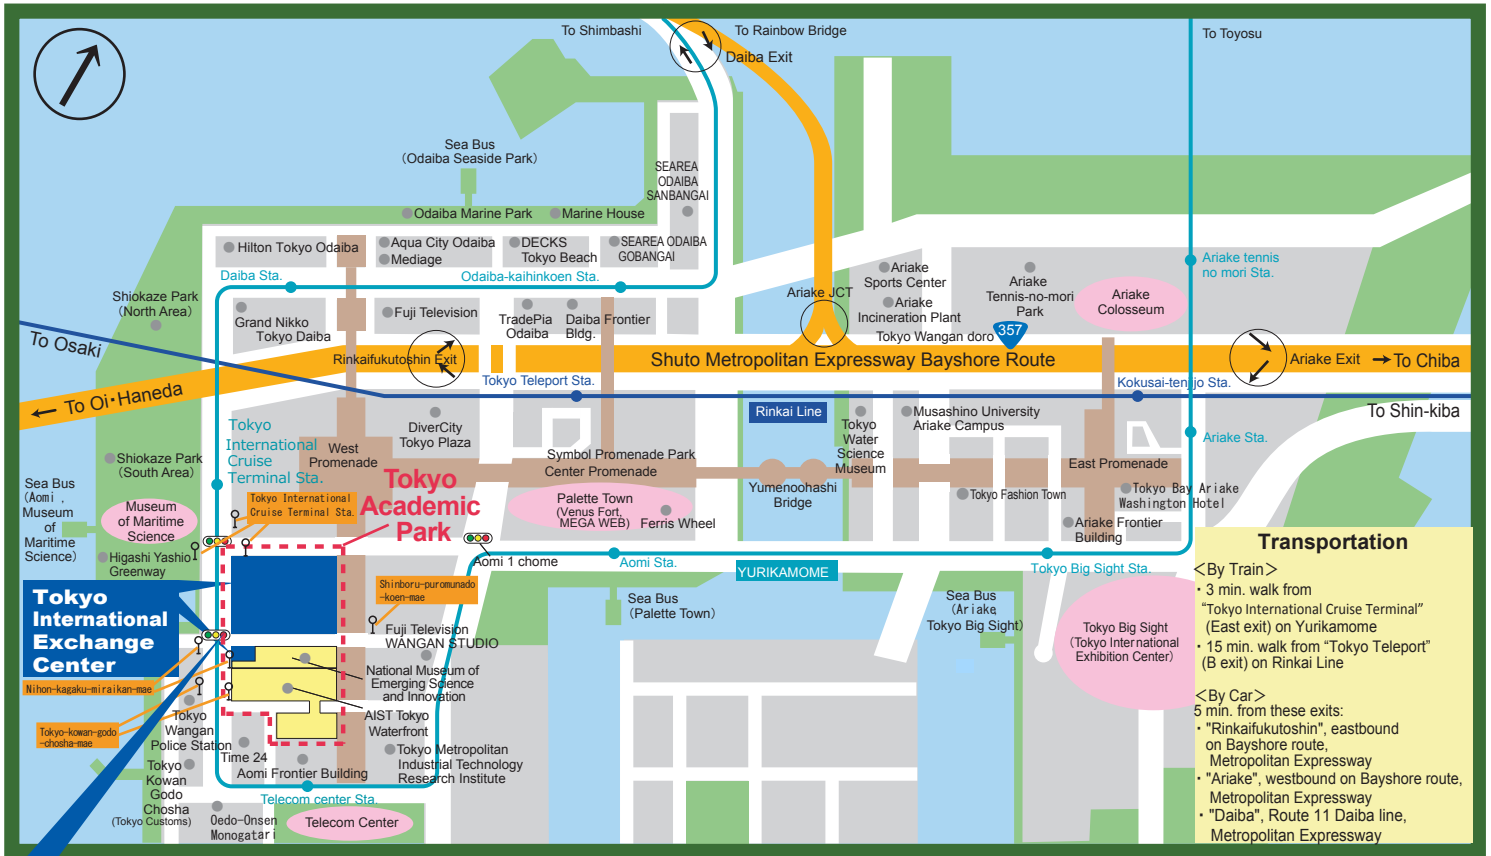 To Shimbashi
To Rainbow Bridge
Daiba Exit
To Toyosu
Sea Bus
(Odaiba Seaside Park)
SEAREA
ODAIBA
SANBANGAI
Odaiba Marine Park
Marine House
Hilton Tokyo Odaiba
Aqua City Odaiba
Mediage
DECKS
Tokyo Beach
SEAREA ODAIBA
GOBANGAI
Daiba Sta.
Odaiba-kaihinkoen Sta.
Ariake
Sports Center
Ariake
Tennis-no-mori
Park
Ariake
Colosseum
Ariake tennis
no mori Sta.
Shiokaze Park
(North Area)
Grand Nikko
Tokyo Daiba
Fuji Television
TradePia
Odaiba
Daiba Frontier
Bldg.
Ariake JCT
Ariake
Incineration Plant
Tokyo Wangan doro
357
To Osaki
Rinkaifukutoshin Exit
Shuto Metropolitan Expressway Bayshore Route
Ariake Exit
To Chiba
To Oi・Haneda
Tokyo Teleport Sta.
Kokusai-tenjijo Sta.
Rinkai Line
To Shin-kiba
DiverCity
Tokyo Plaza
Tokyo
Water
Science
Museum
Musashino University
Ariake Campus
Ariake Sta.
Tokyo
International
Cruise
Terminal Sta.
West
Promenade
Symbol Promenade Park
Center Promenade
East Promenade
Shiokaze Park
(South Area)
Tokyo
Academic
Park
Yumenoohashi
Bridge
Sea Bus
(Aomi ,
Museum
of
Maritime
Science)
Museum
of Maritime
Science
Tokyo International
Cruise Terminal Sta.
Palette Town
(Venus Fort,
MEGA WEB)
Ferris Wheel
Tokyo Fashion Town
Tokyo Bay Ariake
Washington Hotel
Ariake Frontier
Building
Higashi Yashio
Greenway
Aomi 1 chome
Aomi Sta.
YURIKAMOME
Tokyo Big Sight Sta.
Tokyo
International
Exchange
Center
Shinboru-puromunado
-koen-mae
Sea Bus
(Palette Town)
Sea Bus
(Ariake
Tokyo Big Sight)
Tokyo Big Sight
(Tokyo International
Exhibition Center)
Fuji Television
WANGAN STUDIO
National Museum of
Emerging Science
and Innovation
Nihon-kagaku-miraikan-mae
AIST Tokyo
Waterfront
Tokyo-kowan-godo
-chosha-mae
Tokyo
Wangan
Police Station
Time 24
Aomi Frontier Building
Tokyo Metropolitan
Industrial Technology
Research Institute
Tokyo
Kowan
Godo
Chosha
(Tokyo Customs)
Telecom center Sta.
Oedo-Onsen
Monogatari
Telecom Center
Transportation
＜By Train＞
・3 min. walk from
“Tokyo International Cruise Terminal”
(East exit) on Yurikamome
・15 min. walk from “Tokyo Teleport”
(B exit) on Rinkai Line
＜By Car＞
5 min. from these exits:
・"Rinkaifukutoshin", eastbound
on Bayshore route,
Metropolitan Expressway
・"Ariake", westbound on Bayshore route,
Metropolitan Expressway
・"Daiba", Route 11 Daiba line,
Metropolitan Expressway